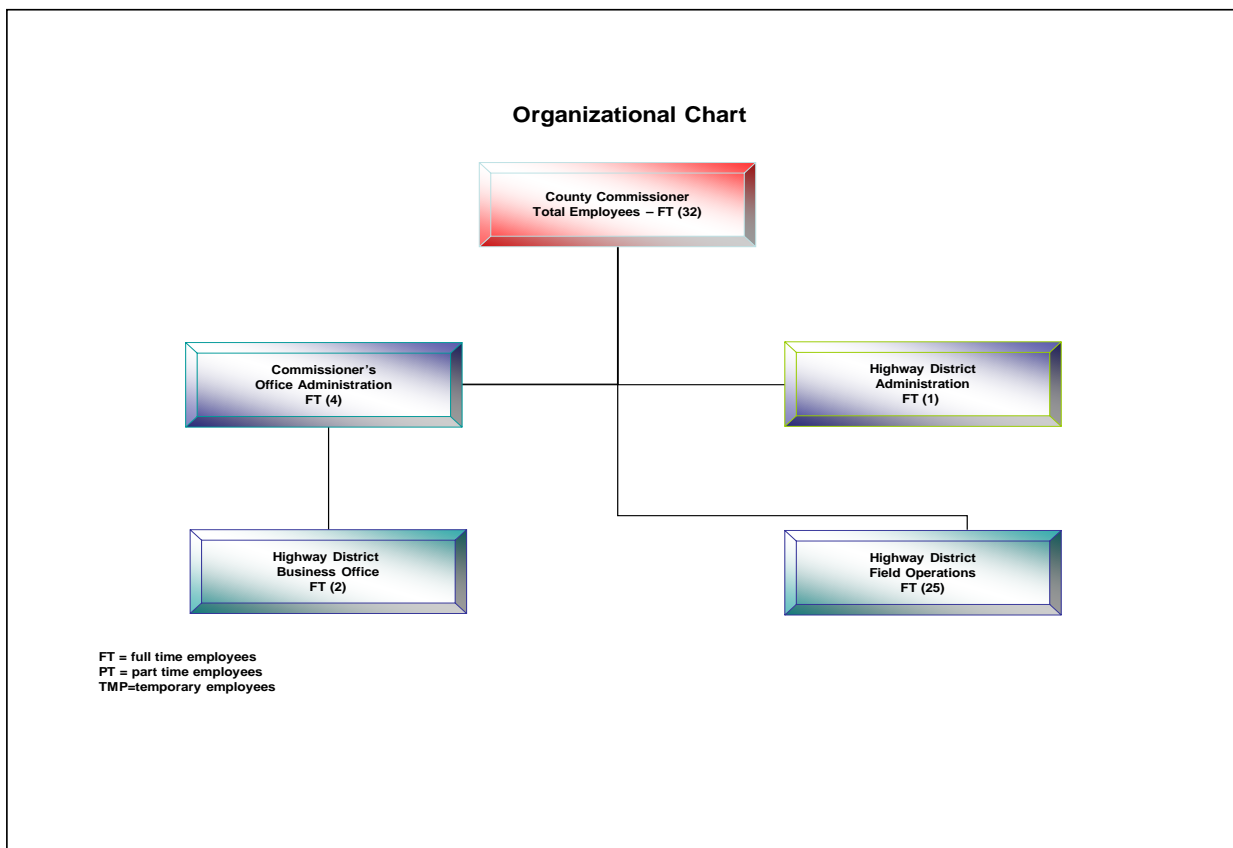 Organizational Chart
County Commissioner
Total Employees – FT (32)
Commissioner's
Office Administration
FT (4)
Highway District
Administration
FT (1)
Highway District
Business Office
FT (2)
Highway District
Field Operations
FT (25)
FT = full time employees
PT = part time employees
TMP=temporary employees